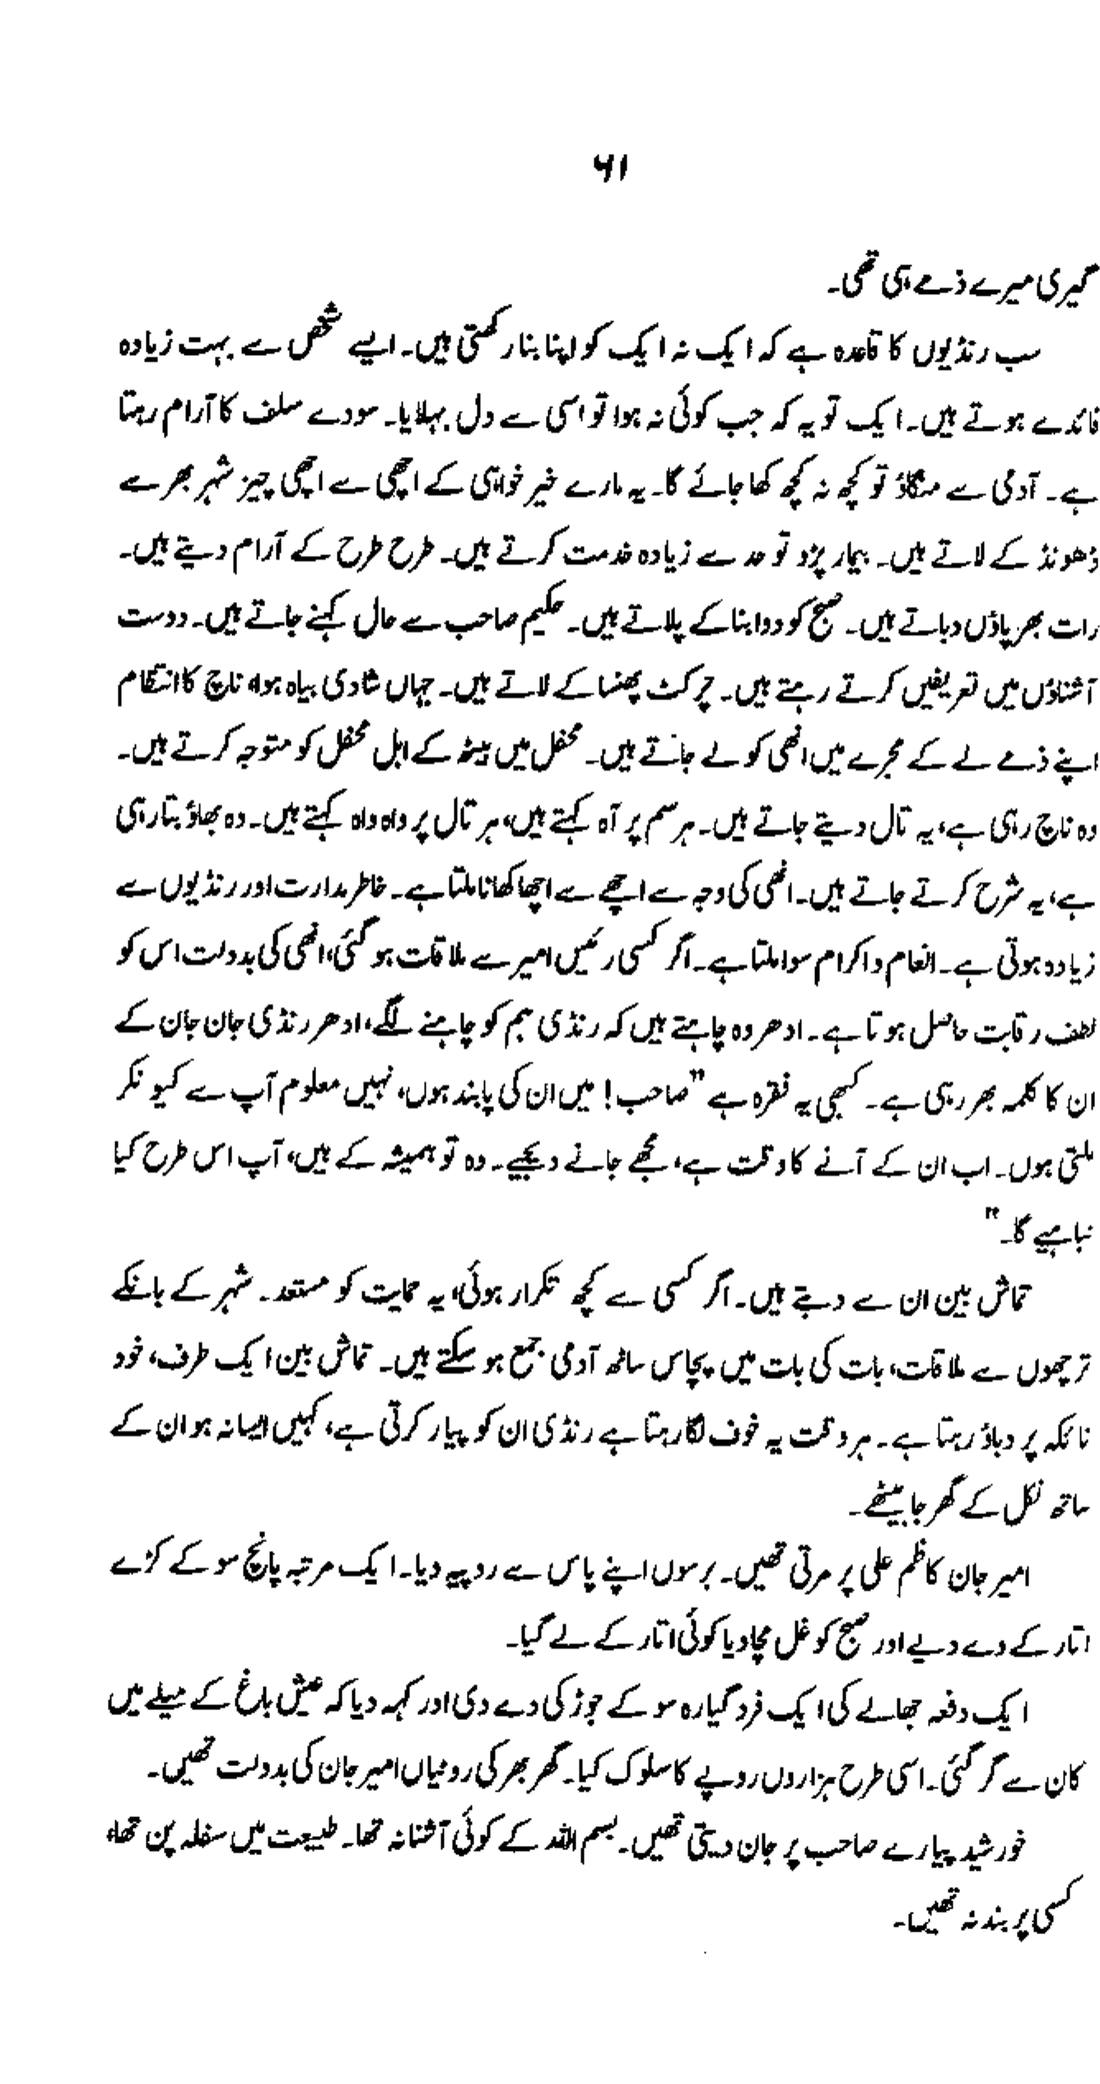 ۶۱
گیری میرے ذمے ہی تھی۔
سب رنڈیوں کا قاعدہ ہے کہ ایک نہ ایک کو اپنا بنا رکھتی ہیں۔ ایسے شخص سے بہت زیادہ
فائدے ہوتے ہیں۔ ایک تو یہ کہ جب کوئی نہ ہوا تو اسی سے دل بہلایا۔ سودے سلف کا آرام رہتا
ہے۔ آدمی سے منگاؤ تو کچھ نہ کچھ کھا جائے گا۔ یہ مارے خیر خواہی کے اچھی سے اچھی چیز شہر بھر سے
ڈھونڈ کے لاتے ہیں۔ بیمار پڑو تو حد سے زیادہ خدمت کرتے ہیں۔ طرح طرح کے آرام دیتے ہیں۔
رات بھر پاؤں دباتے ہیں۔ صبح کو دوا بنا کے پلاتے ہیں۔ حکیم صاحب سے حال کہنے جاتے ہیں۔ دوست
آشناؤں میں تعریفیں کرتے رہتے ہیں۔ چرکٹ پھنسا کے لاتے ہیں۔ جہاں شادی بیاہ ہوا، ناچ کا انتظام
اپنے ذمے لے کے مجرے میں انھی کو لے جاتے ہیں۔ محفل میں بیٹھ کے اہل محفل کو متوجہ کرتے ہیں۔
وہ ناچ رہی ہے، یہ تال دیتے جاتے ہیں۔ ہر سم پر آہ کہتے ہیں، ہر تال پر واہ واہ کہتے ہیں۔ وہ بھاؤ بتا رہی
ہے، یہ شرح کرتے جاتے ہیں۔ انھی کی وجہ سے اچھے سے اچھا کھانا ملتا ہے۔ خاطر مدارت اور رنڈیوں سے
زیادہ ہوتی ہے۔ انعام و اکرام سوا ملتا ہے۔ اگر کسی رئیس امیر سے ملاقات ہو گئی، انھی کی بدولت اس کو
لطف رقابت حاصل ہوتا ہے۔ ادھر وہ چاہتے ہیں کہ رنڈی ہم کو چاہنے لگے، ادھر رنڈی جان جان کے
ان کا کلمہ بھر رہی ہے۔ کبھی یہ فقرہ ہے "صاحب! میں ان کی پابند ہوں، نہیں معلوم آپ سے کیونکر
ملتی ہوں۔ اب ان کے آنے کا وقت ہے، مجھے جانے دیجیے۔ وہ تو ہمیشہ کے ہیں، آپ اس طرح کیا
نباہیے گا۔"
تماش بین ان سے دبتے ہیں۔ اگر کسی سے کچھ تکرار ہوئی، یہ حمایت کو مستعد۔ شہر کے بانکے
ترچھوں سے ملاقات، بات کی بات میں پچاس ساٹھ آدمی جمع ہو سکتے ہیں۔ تماش بین ایک طرف، خود
نائکہ پر دباؤ رہتا ہے۔ ہر وقت یہ خوف لگا رہتا ہے رنڈی ان کو پیار کرتی ہے، کہیں ایسا نہ ہو ان کے
ساتھ نکل کے گھر جا بیٹھے۔
امیر جان کاظم علی پر مرتی تھیں۔ برسوں اپنے پاس سے روپیہ دیا۔ ایک مرتبہ پانچ سو کے کڑے
اتار کے دے دیے اور صبح کو غل مچا دیا کوئی اتار کے لے گیا۔
ایک دفعہ جھالے کی ایک فرد گیارہ سو کے جوڑ کی دے دی اور کہہ دیا کہ عیش باغ کے میلے میں
کان سے گر گئی۔ اسی طرح ہزاروں روپے کا سلوک کیا۔ گھر بھر کی روٹیاں امیر جان کی بدولت تھیں۔
خورشید پیارے صاحب پر جان دیتی تھیں۔ بسم اللہ کے کوئی آشنا نہ تھا۔ طبیعت میں سفلہ پن تھا،
کسی پر بند نہ تھیں۔